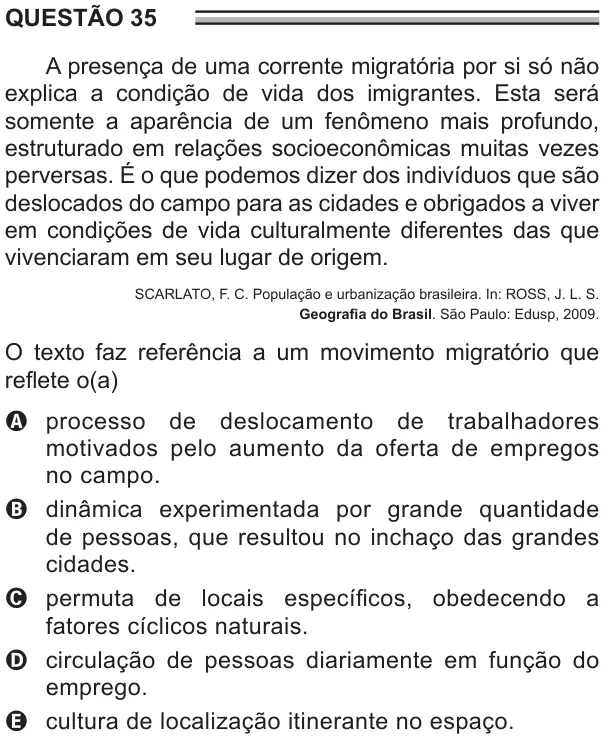 QUESTÃO 35
A presença de uma corrente migratória por si só não
explica a condição de vida dos imigrantes. Esta será
somente a aparência de um fenômeno mais profundo,
estruturado em relações socioeconômicas muitas vezes
perversas. É o que podemos dizer dos indivíduos que são
deslocados do campo para as cidades e obrigados a viver
em condições de vida culturalmente diferentes das que
vivenciaram em seu lugar de origem.
SCARLATO, F. C. População e urbanização brasileira. In: ROSS, J. L. S.
Geografia do Brasil. São Paulo: Edusp, 2009.
O texto faz referência a um movimento migratório que
reflete o(a)
A processo de deslocamento de trabalhadores
motivados pelo aumento da oferta de empregos
no campo.
B dinâmica experimentada por grande quantidade
de pessoas, que resultou no inchaço das grandes
cidades.
C permuta de locais específicos, obedecendo a
fatores cíclicos naturais.
D circulação de pessoas diariamente em função do
emprego.
E cultura de localização itinerante no espaço.